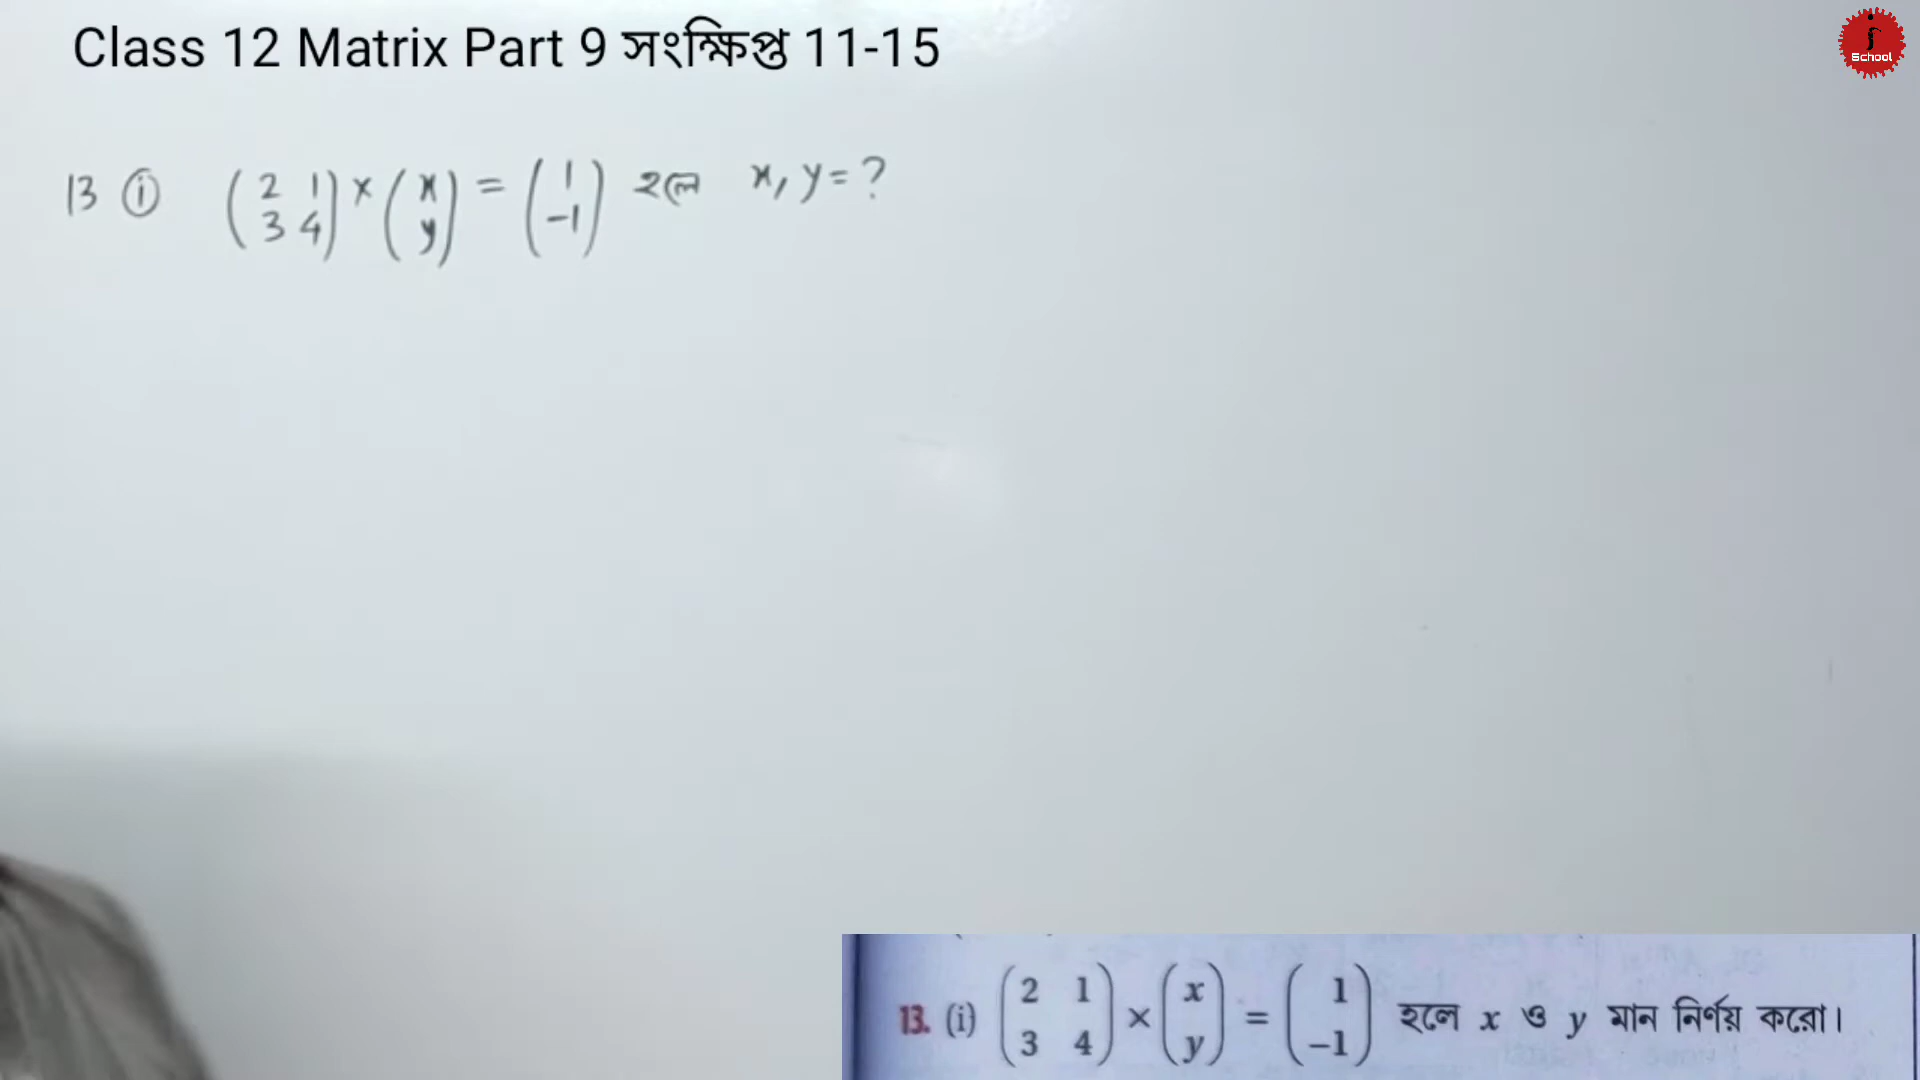 Class 12 Matrix Part 9 সংক্ষিপ্ত 11-15
School
13 (i) (2 1 3 4) × (x y) = (1 -1) হলে x, y = ?
13. (i) (2 1 3 4) × (x y) = (1 -1) হলে x ও y মান নির্ণয় করো।